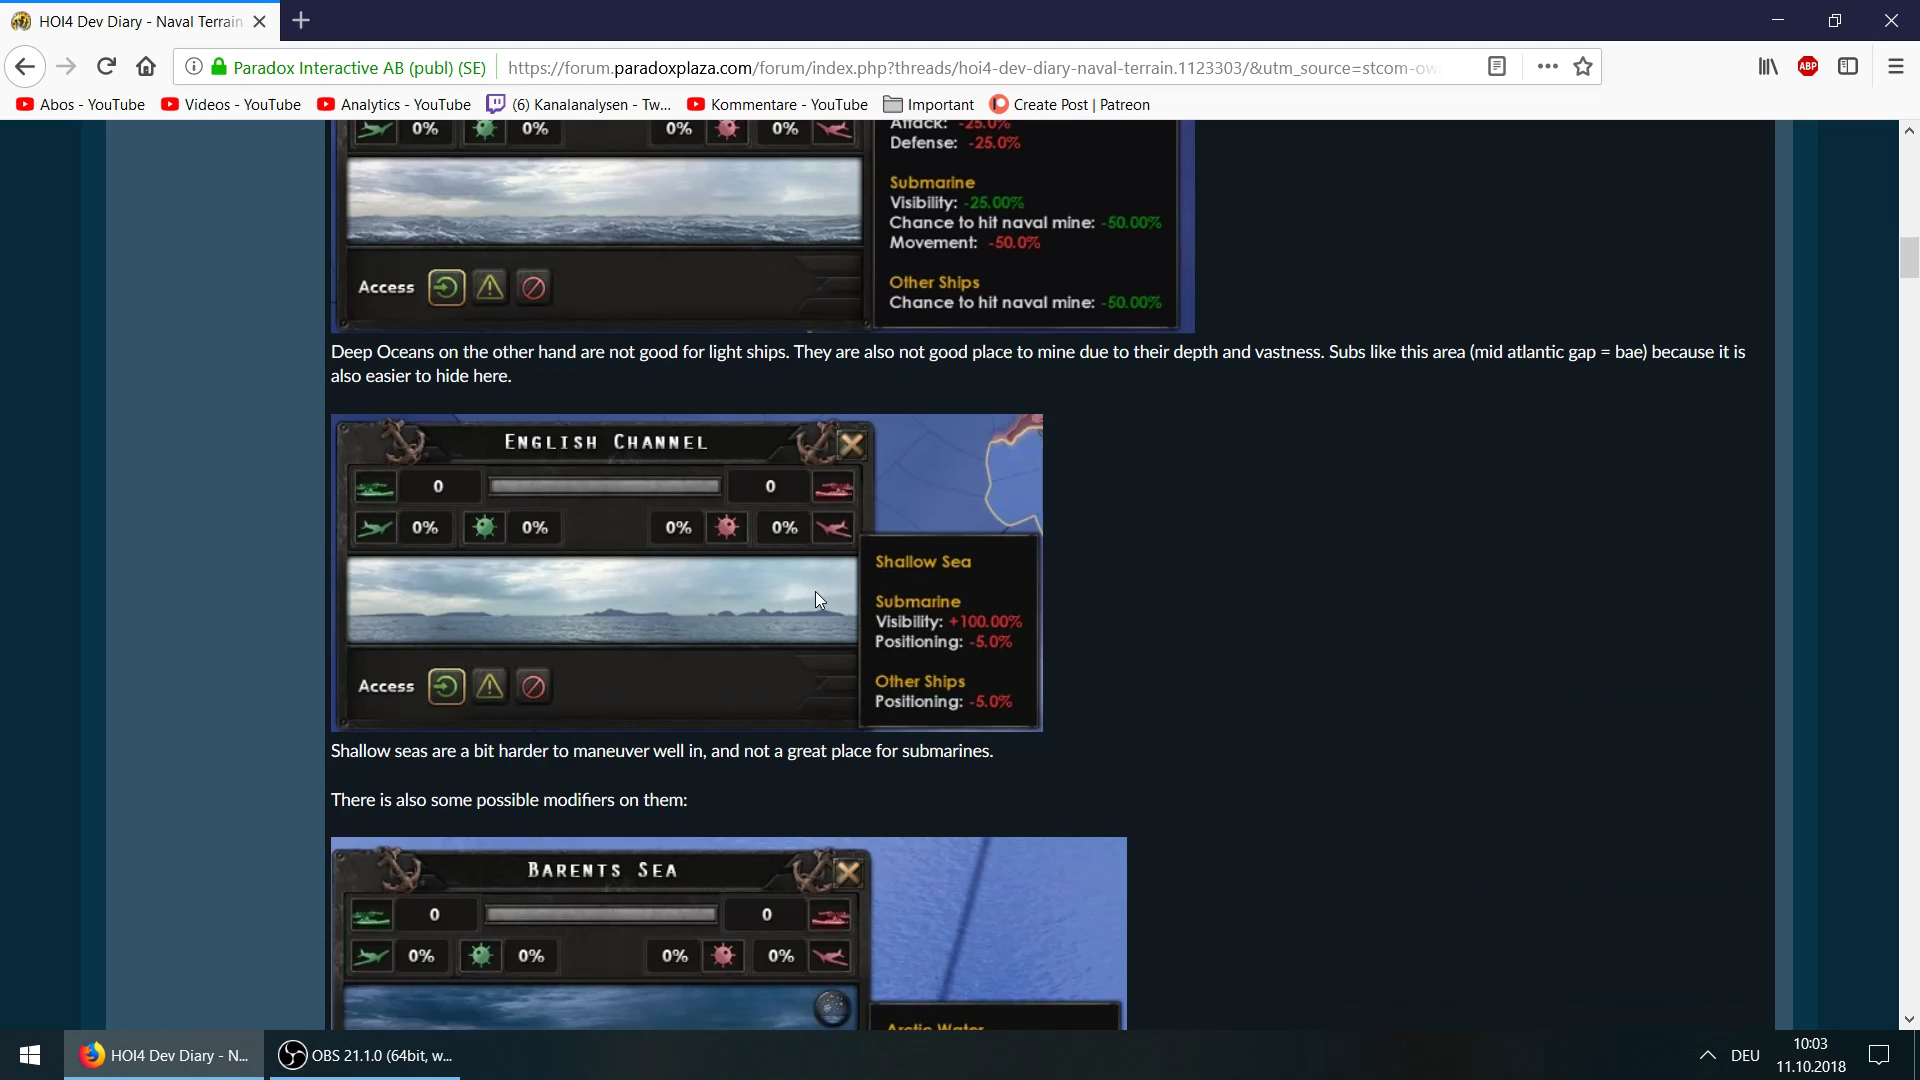 HOI4 Dev Diary - Naval Terrain
Paradox Interactive AB (publ) (SE)
https://forum.paradoxplaza.com/forum/index.php?threads/hoi4-dev-diary-naval-terrain.1123303/&utm_source=stcom-ow
ABP
Abos - YouTube
Videos - YouTube
Analytics - YouTube
(6) Kanalanalysen - Tw...
Kommentare - YouTube
Important
Create Post | Patreon
0%
0%
0%
0%
Attack: -25.0%
Defense: -25.0%
Submarine
Visibility: -25.00%
Chance to hit naval mine: -50.00%
Movement: -50.0%
Other Ships
Chance to hit naval mine: -50.00%
Access
Deep Oceans on the other hand are not good for light ships. They are also not good place to mine due to their depth and vastness. Subs like this area (mid atlantic gap = bae) because it is
also easier to hide here.
English Channel
0
0
0%
0%
0%
0%
Shallow Sea
Submarine
Visibility: +100.00%
Positioning: -5.0%
Other Ships
Positioning: -5.0%
Access
Shallow seas are a bit harder to maneuver well in, and not a great place for submarines.
There is also some possible modifiers on them:
Barents Sea
0
0
0%
0%
0%
0%
Arctic Water
HOI4 Dev Diary - N...
OBS 21.1.0 (64bit, w...
DEU
10:03
11.10.2018